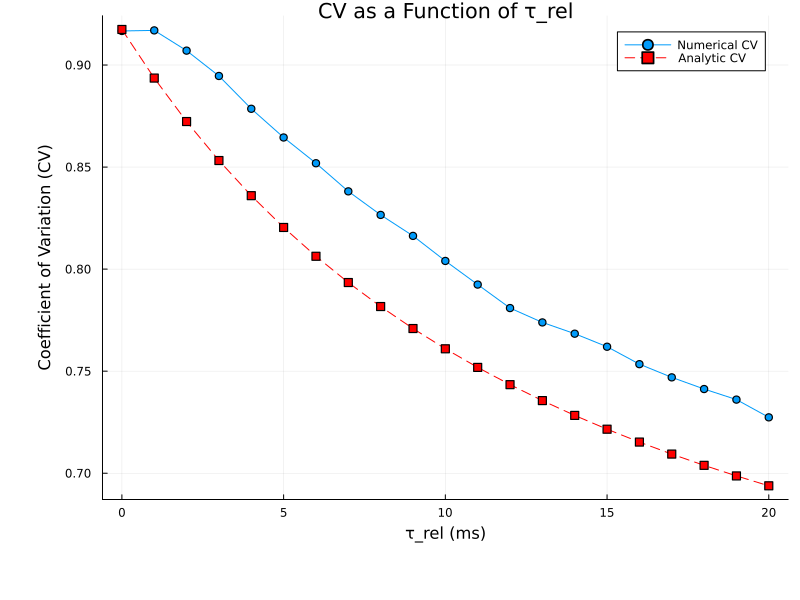 CV as a Function of τ_rel
Numerical CV
Analytic CV
Coefficient of Variation (CV)
0.90
0.85
0.80
0.75
0.70
0 5 10 15 20
τ_rel (ms)